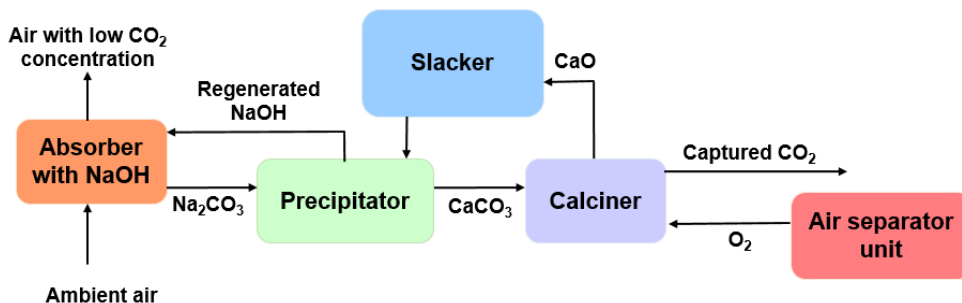 Air with low CO₂
concentration
Slacker
CaO
Regenerated
NaOH
Absorber
with NaOH
Na₂CO₃
Precipitator
CaCO₃
Calciner
Captured CO₂
O₂
Air separator
unit
Ambient air